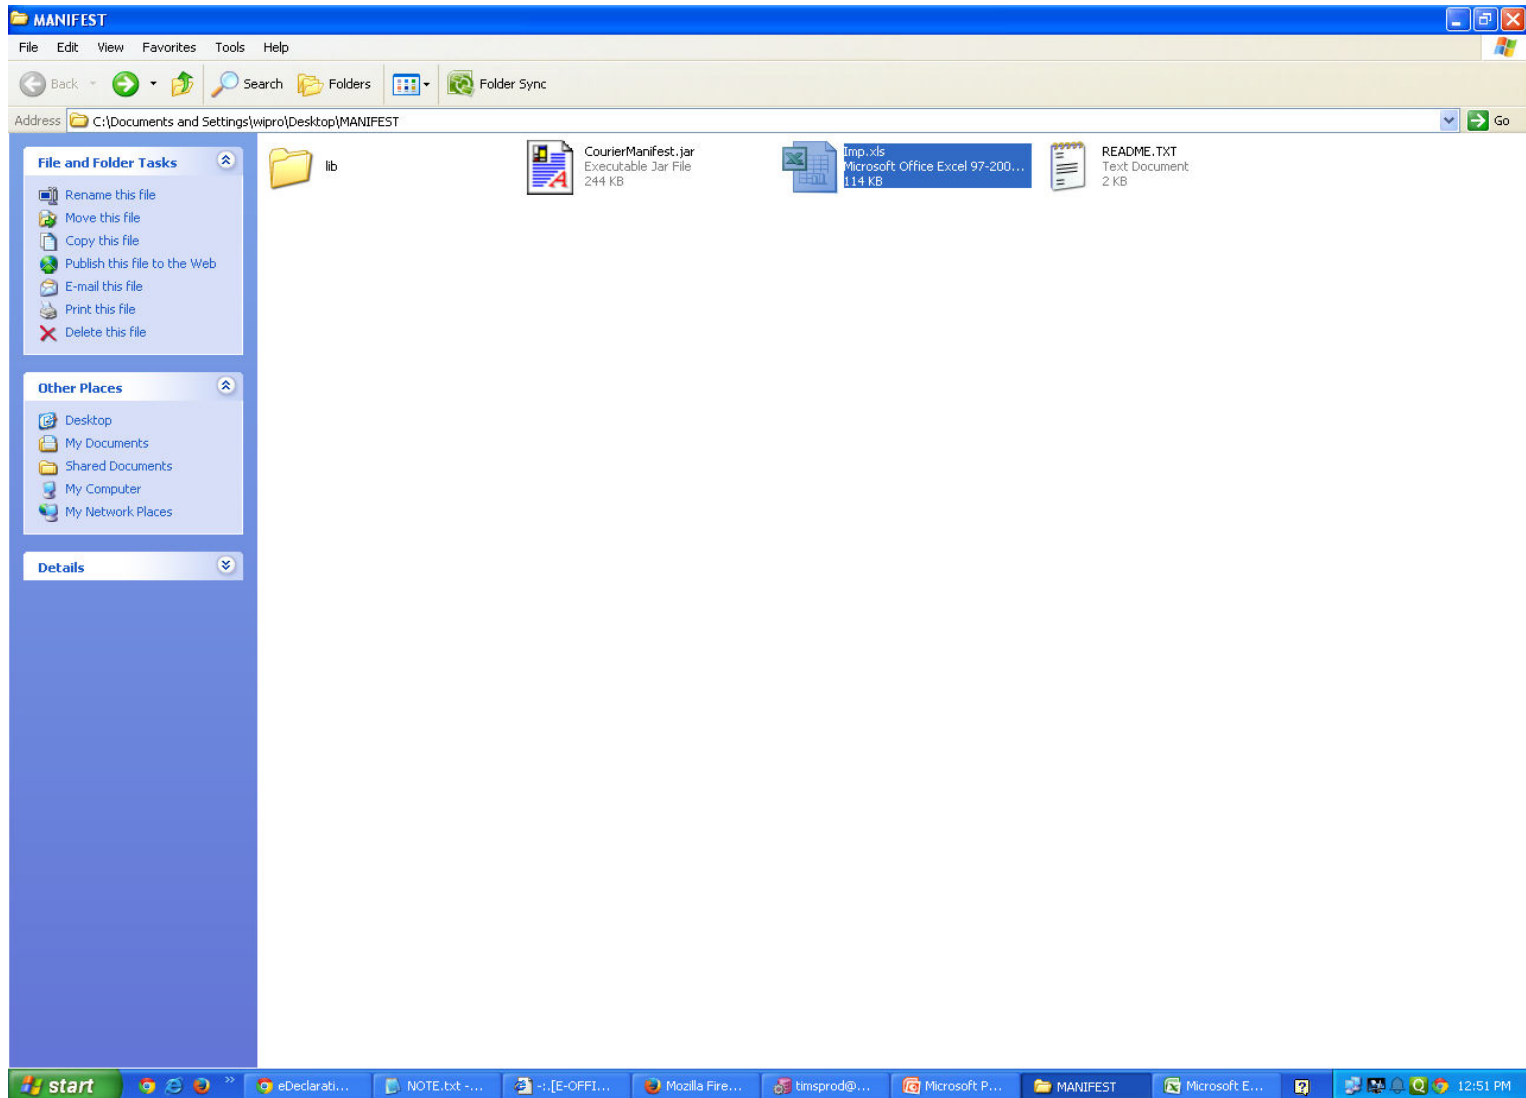 MANIFEST
File Edit View Favorites Tools Help
Back Search Folders Folder Sync
Address C:\Documents and Settings\wipro\Desktop\MANIFEST Go
File and Folder Tasks
Rename this file
Move this file
Copy this file
Publish this file to the Web
E-mail this file
Print this file
Delete this file
Other Places
Desktop
My Documents
Shared Documents
My Computer
My Network Places
Details
lib
CourierManifest.jar
Executable Jar File
244 KB
Imp.xls
Microsoft Office Excel 97-200...
114 KB
README.TXT
Text Document
2 KB
start eDeclarati... NOTE.txt -... -:.[E-OFFI... Mozilla Fire... timsprod@... Microsoft P... MANIFEST Microsoft E... 12:51 PM